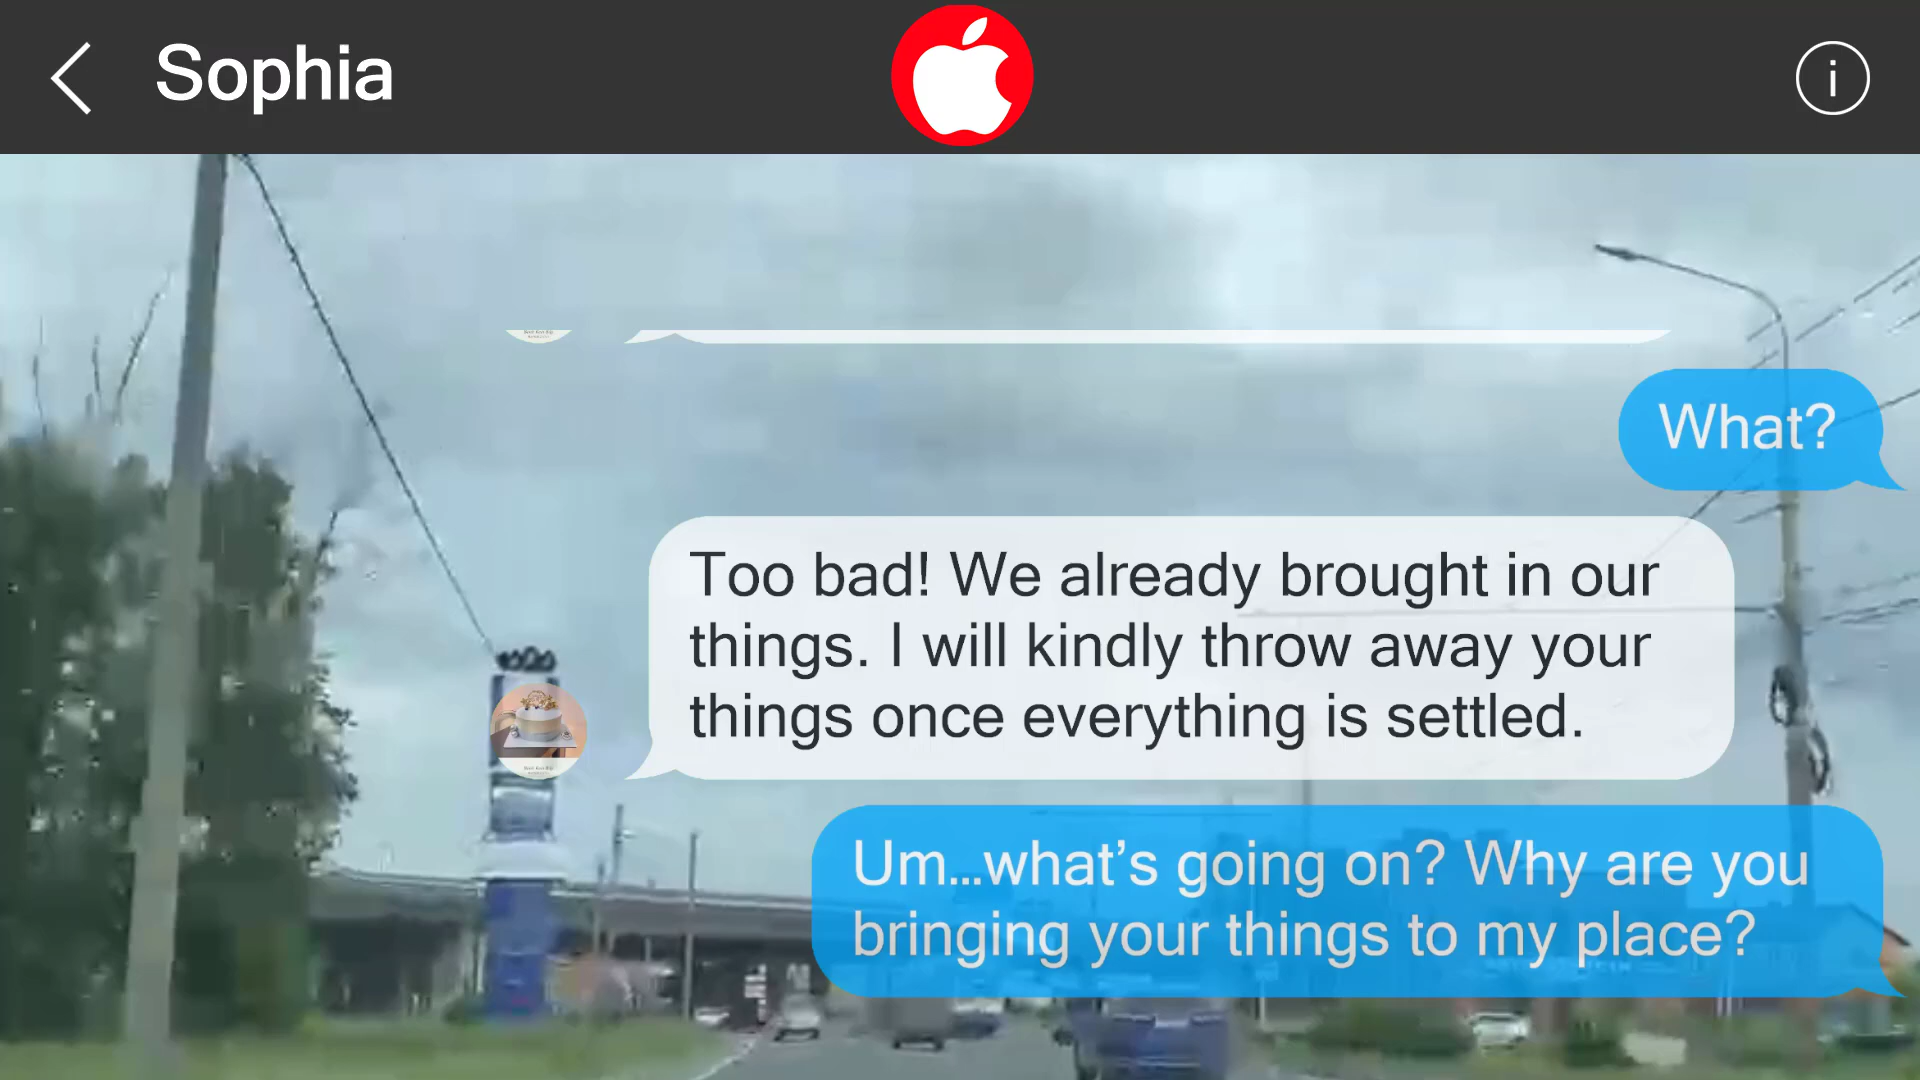 Sophia
What?
Too bad! We already brought in our
things. I will kindly throw away your
things once everything is settled.
Um...what’s going on? Why are you
bringing your things to my place?